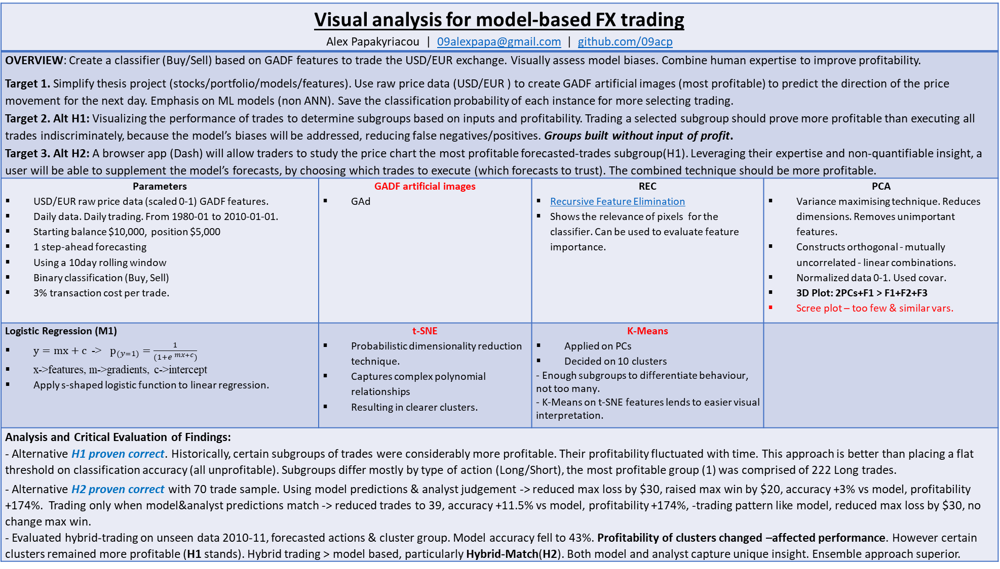 Visual analysis for model-based FX trading
Alex Papakyriacou | 09alexpapa@gmail.com | github.com/09acp
OVERVIEW: Create a classifier (Buy/Sell) based on GADF features to trade the USD/EUR exchange. Visually assess model biases. Combine human expertise to improve profitability.
Target 1. Simplify thesis project (stocks/portfolio/models/features). Use raw price data (USD/EUR ) to create GADF artificial images (most profitable) to predict the direction of the price
movement for the next day. Emphasis on ML models (non ANN). Save the classification probability of each instance for more selecting trading.
Target 2. Alt H1: Visualizing the performance of trades to determine subgroups based on inputs and profitability. Trading a selected subgroup should prove more profitable than executing all
trades indiscriminately, because the model’s biases will be addressed, reducing false negatives/positives. Groups built without input of profit.
Target 3. Alt H2: A browser app (Dash) will allow traders to study the price chart the most profitable forecasted-trades subgroup(H1). Leveraging their expertise and non-quantifiable insight, a
user will be able to supplement the model’s forecasts, by choosing which trades to execute (which forecasts to trust). The combined technique should be more profitable.
Parameters
▪ USD/EUR raw price data (scaled 0-1) GADF features.
▪ Daily data. Daily trading. From 1980-01 to 2010-01-01.
▪ Starting balance $10,000, position $5,000
▪ 1 step-ahead forecasting
▪ Using a 10day rolling window
▪ Binary classification (Buy, Sell)
▪ 3% transaction cost per trade.
GADF artificial images
▪ GAd
REC
▪ Recursive Feature Elimination
▪ Shows the relevance of pixels for the
classifier. Can be used to evaluate feature
importance.
PCA
▪ Variance maximising technique. Reduces
dimensions. Removes unimportant
features.
▪ Constructs orthogonal - mutually
uncorrelated - linear combinations.
▪ Normalized data 0-1. Used covar.
▪ 3D Plot: 2PCs+F1 > F1+F2+F3
▪ Scree plot – too few & similar vars.
Logistic Regression (M1)
▪ y = mx + c -> p(y=1) = 1/(1+e^mx+c)
▪ x->features, m->gradients, c->intercept
▪ Apply s-shaped logistic function to linear regression.
t-SNE
▪ Probabilistic dimensionality reduction
technique.
▪ Captures complex polynomial
relationships
▪ Resulting in clearer clusters.
K-Means
▪ Applied on PCs
▪ Decided on 10 clusters
- Enough subgroups to differentiate behaviour,
not too many.
- K-Means on t-SNE features lends to easier visual
interpretation.
Analysis and Critical Evaluation of Findings:
- Alternative H1 proven correct. Historically, certain subgroups of trades were considerably more profitable. Their profitability fluctuated with time. This approach is better than placing a flat
threshold on classification accuracy (all unprofitable). Subgroups differ mostly by type of action (Long/Short), the most profitable group (1) was comprised of 222 Long trades.
- Alternative H2 proven correct with 70 trade sample. Using model predictions & analyst judgement -> reduced max loss by $30, raised max win by $20, accuracy +3% vs model, profitability
+174%. Trading only when model&analyst predictions match -> reduced trades to 39, accuracy +11.5% vs model, profitability +174%, -trading pattern like model, reduced max loss by $30, no
change max win.
- Evaluated hybrid-trading on unseen data 2010-11, forecasted actions & cluster group. Model accuracy fell to 43%. Profitability of clusters changed –affected performance. However certain
clusters remained more profitable (H1 stands). Hybrid trading > model based, particularly Hybrid-Match(H2). Both model and analyst capture unique insight. Ensemble approach superior.